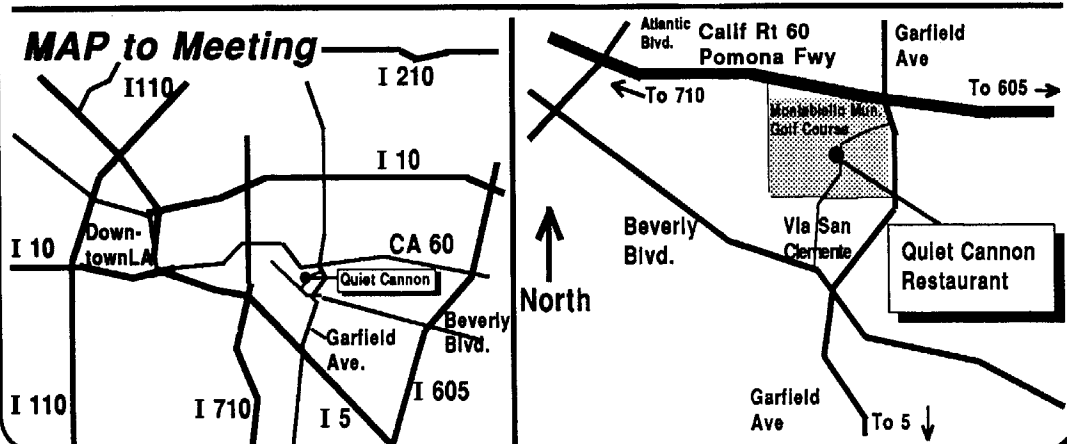 MAP to Meeting
I 210
I110
I 10
Down-
townLA
I 10
CA 60
Quiet Cannon
Garfield
Ave.
Beverly
Blvd.
I 605
I 110
I 710
I 5
Atlantic
Blvd.
Calif Rt 60
Pomona Fwy
Garfield
Ave
To 710
To 605
Montebiello Mun.
Golf Course
North
Beverly
Blvd.
Via San
Clemente
Quiet Cannon
Restaurant
Garfield
Ave
To 5